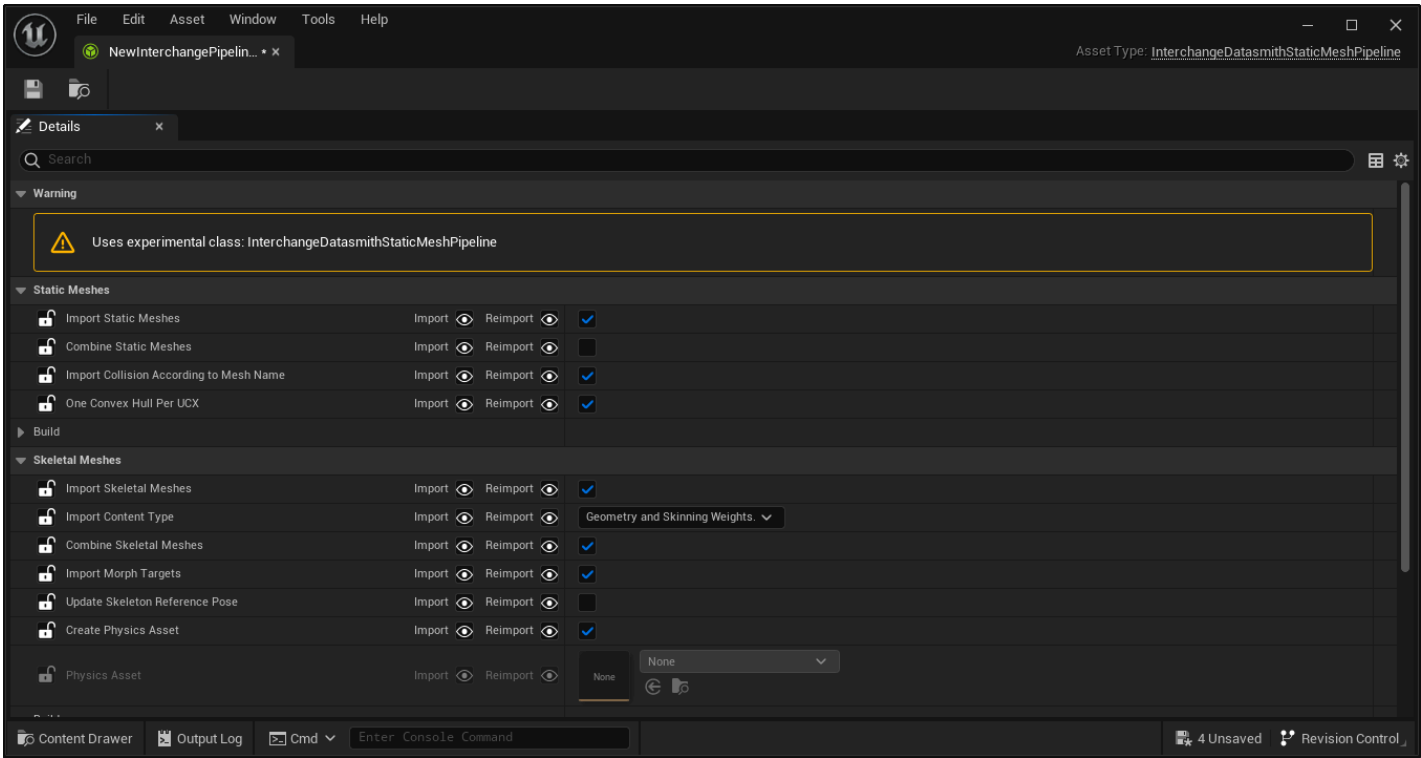 File Edit Asset Window Tools Help
NewInterchangePipelin... •
Asset Type: InterchangeDatasmithStaticMeshPipeline
Details
Search
Warning
Uses experimental class: InterchangeDatasmithStaticMeshPipeline
Static Meshes
Import Static Meshes Import Reimport
Combine Static Meshes Import Reimport
Import Collision According to Mesh Name Import Reimport
One Convex Hull Per UCX Import Reimport
Build
Skeletal Meshes
Import Skeletal Meshes Import Reimport
Import Content Type Import Reimport Geometry and Skinning Weights.
Combine Skeletal Meshes Import Reimport
Import Morph Targets Import Reimport
Update Skeleton Reference Pose Import Reimport
Create Physics Asset Import Reimport
Physics Asset Import Reimport None None
Content Drawer Output Log Cmd Enter Console Command 4 Unsaved Revision Control